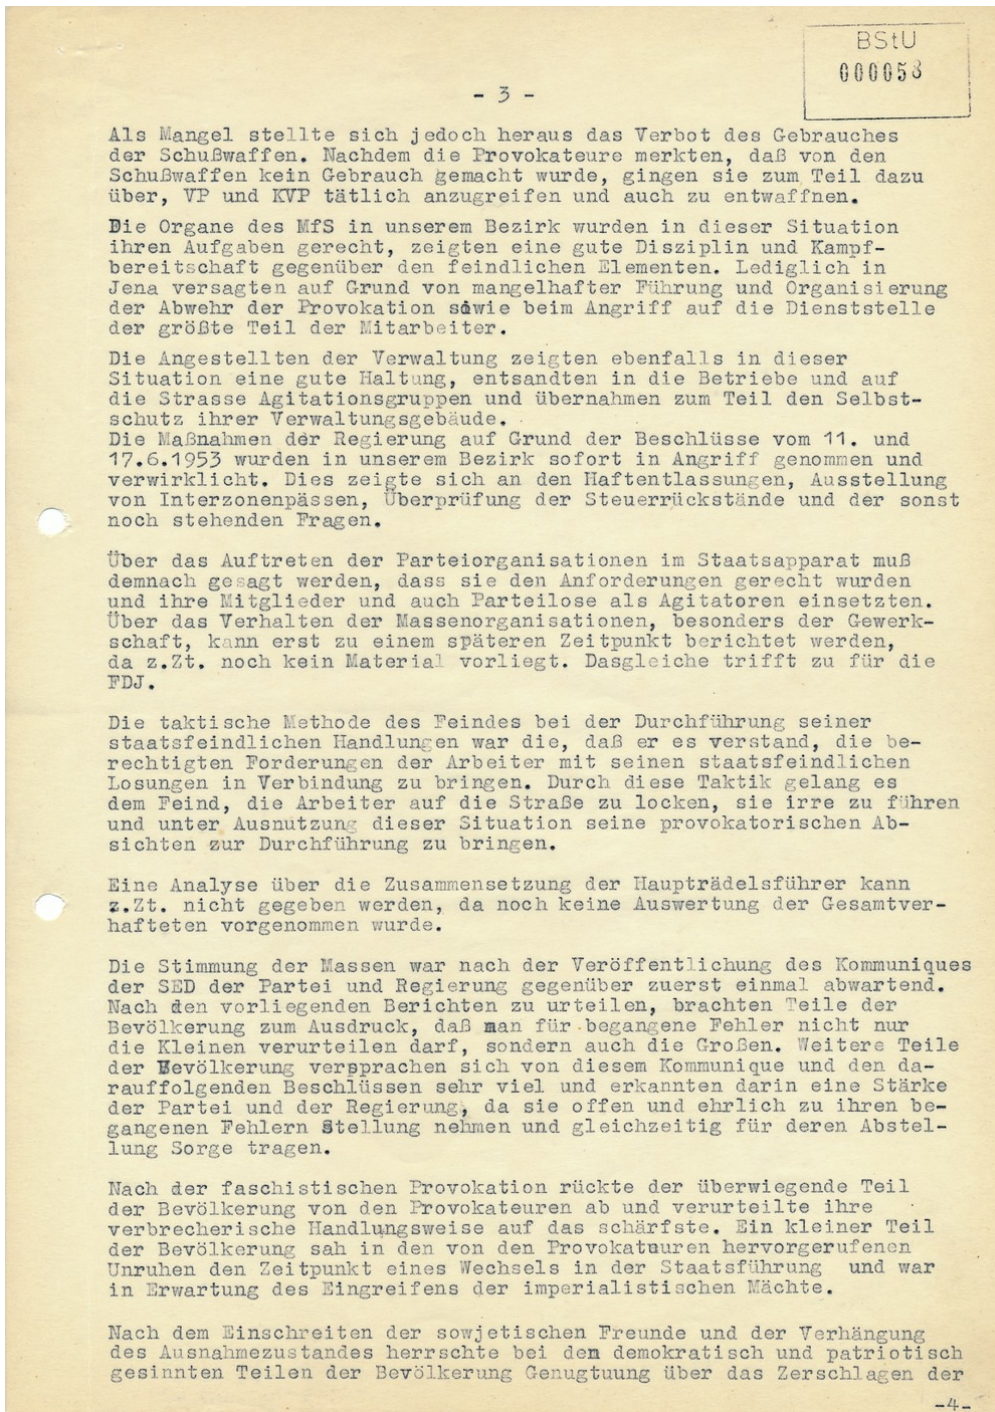 BStU
000058
- 3 -
Als Mangel stellte sich jedoch heraus das Verbot des Gebrauches
der Schußwaffen. Nachdem die Provokateure merkten, daß von den
Schußwaffen kein Gebrauch gemacht wurde, gingen sie zum Teil dazu
über, VP und KVP tätlich anzugreifen und auch zu entwaffnen.
Die Organe des MfS in unserem Bezirk wurden in dieser Situation
ihren Aufgaben gerecht, zeigten eine gute Disziplin und Kampf-
bereitschaft gegenüber den feindlichen Elementen. Lediglich in
Jena versagten auf Grund von mangelhafter Führung und Organisierung
der Abwehr der Provokation sowie beim Angriff auf die Dienststelle
der größte Teil der Mitarbeiter.
Die Angestellten der Verwaltung zeigten ebenfalls in dieser
Situation eine gute Haltung, entsandten in die Betriebe und auf
die Strasse Agitationsgruppen und übernahmen zum Teil den Selbst-
schutz ihrer Verwaltungsgebäude.
Die Maßnahmen der Regierung auf Grund der Beschlüsse vom 11. und
17.6.1953 wurden in unserem Bezirk sofort in Angriff genommen und
verwirklicht. Dies zeigte sich an den Haftentlassungen, Ausstellung
von Interzonenpässen, Überprüfung der Steuerrückstände und der sonst
noch stehenden Fragen.
Über das Auftreten der Parteiorganisationen im Staatsapparat muß
demnach gesagt werden, dass sie den Anforderungen gerecht wurden
und ihre Mitglieder und auch Parteilose als Agitatoren einsetzten.
Über das Verhalten der Massenorganisationen, besonders der Gewerk-
schaft, kann erst zu einem späteren Zeitpunkt berichtet werden,
da z.Zt. noch kein Material vorliegt. Dasgleiche trifft zu für die
FDJ.
Die taktische Methode des Feindes bei der Durchführung seiner
staatsfeindlichen Handlungen war die, daß er es verstand, die be-
rechtigten Forderungen der Arbeiter mit seinen staatsfeindlichen
Losungen in Verbindung zu bringen. Durch diese Taktik gelang es
dem Feind, die Arbeiter auf die Straße zu locken, sie irre zu führen
und unter Ausnutzung dieser Situation seine provokatorischen Ab-
sichten zur Durchführung zu bringen.
Eine Analyse über die Zusammensetzung der Haupträdelsführer kann
z.Zt. nicht gegeben werden, da noch keine Auswertung der Gesamtver-
hafteten vorgenommen wurde.
Die Stimmung der Massen war nach der Veröffentlichung des Kommuniques
der SED der Partei und Regierung gegenüber zuerst einmal abwartend.
Nach den vorliegenden Berichten zu urteilen, brachten Teile der
Bevölkerung zum Ausdruck, daß man für begangene Fehler nicht nur
die Kleinen verurteilen darf, sondern auch die Großen. Weitere Teile
der Bevölkerung versprachen sich von diesem Kommunique und den da-
rauffolgenden Beschlüssen sehr viel und erkannten darin eine Stärke
der Partei und der Regierung, da sie offen und ehrlich zu ihren be-
gangenen Fehlern Stellung nehmen und gleichzeitig für deren Abstel-
lung Sorge tragen.
Nach der faschistischen Provokation rückte der überwiegende Teil
der Bevölkerung von den Provokateuren ab und verurteilte ihre
verbrecherische Handlungsweise auf das schärfste. Ein kleiner Teil
der Bevölkerung sah in den von den Provokateuren hervorgerufenen
Unruhen den Zeitpunkt eines Wechsels in der Staatsführung und war
in Erwartung des Eingreifens der imperialistischen Mächte.
Nach dem Einschreiten der sowjetischen Freunde und der Verhängung
des Ausnahmezustandes herrschte bei den demokratisch und patriotisch
gesinnten Teilen der Bevölkerung Genugtuung über das Zerschlagen der
-4-